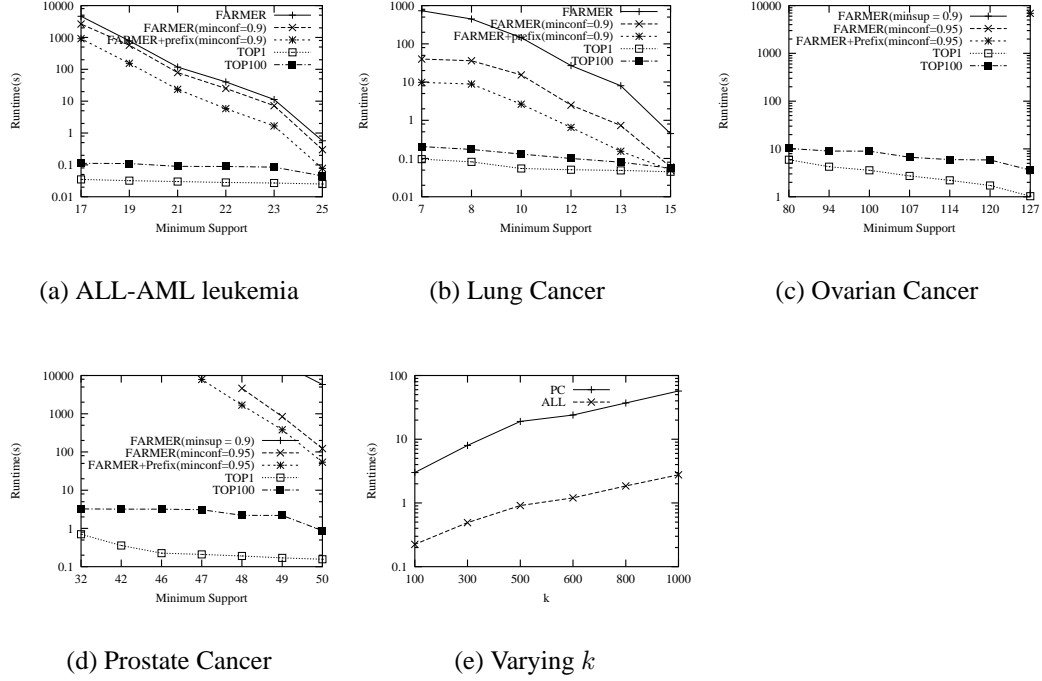 10000
1000
100
10
1
0.1
0.01
Runtime(s)
FARMER
FARMER(minconf=0.9)
FARMER+prefix(minconf=0.9)
TOP1
TOP100
17 19 21 22 23 25
Minimum Support
(a) ALL-AML leukemia
1000
100
10
1
0.1
0.01
Runtime(s)
FARMER
FARMER(minconf=0.9)
FARMER+prefix(minconf=0.9)
TOP1
TOP100
7 8 10 12 13 15
Minimum Support
(b) Lung Cancer
10000
1000
100
10
1
Runtime(s)
FARMER(minsup = 0.9)
FARMER(minconf=0.95)
FARMER+Prefix(minconf=0.95)
TOP1
TOP100
80 94 100 107 114 120 127
Minimum Support
(c) Ovarian Cancer
10000
1000
100
10
1
0.1
Runtime(s)
FARMER(minsup = 0.9)
FARMER(minconf=0.95)
FARMER+Prefix(minconf=0.95)
TOP1
TOP100
32 42 46 47 48 49 50
Minimum Support
(d) Prostate Cancer
100
10
1
0.1
Runtime(s)
PC
ALL
100 300 500 600 800 1000
k
(e) Varying k